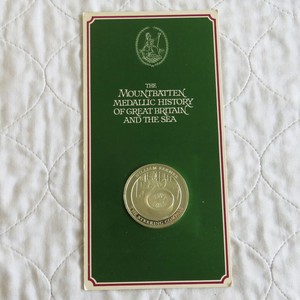 THE
MOUNTBATTEN
MEDALLIC HISTORY
OF GREAT BRITAIN
AND THE SEA